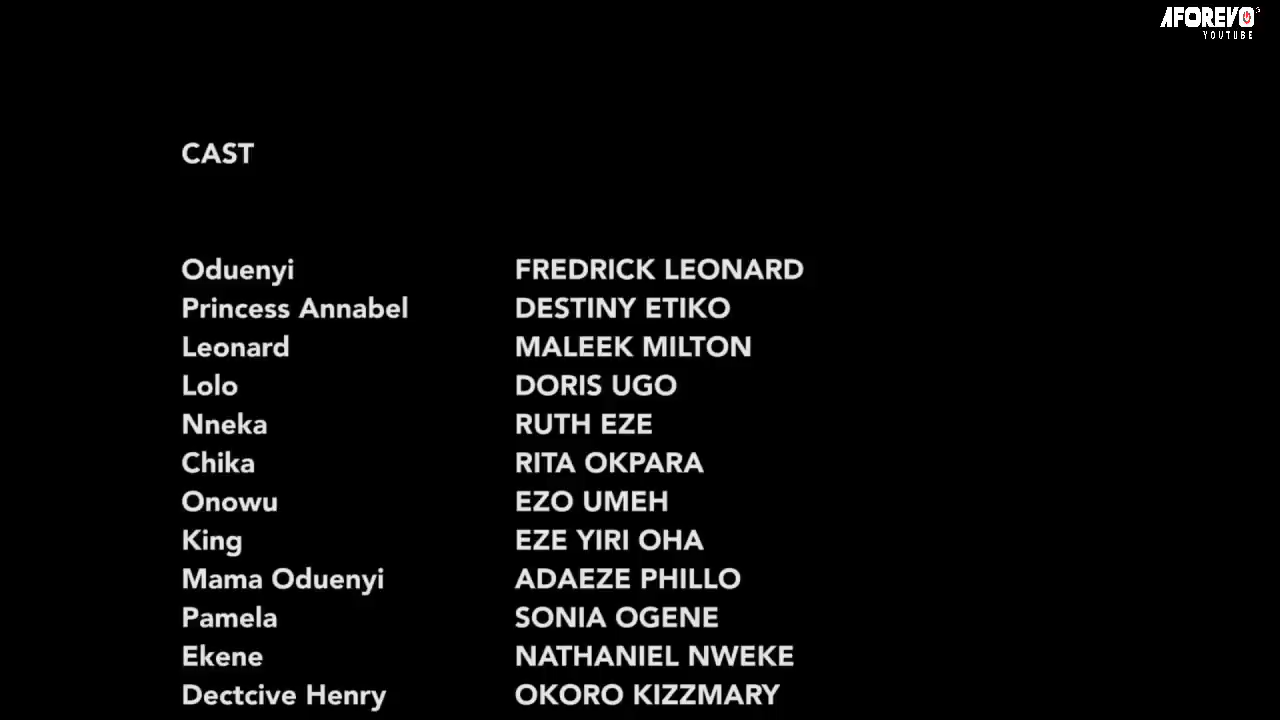 AFOREVO
YOUTUBE
CAST
Oduenyi FREDRICK LEONARD
Princess Annabel DESTINY ETIKO
Leonard MALEEK MILTON
Lolo DORIS UGO
Nneka RUTH EZE
Chika RITA OKPARA
Onowu EZO UMEH
King EZE YIRI OHA
Mama Oduenyi ADAEZE PHILLO
Pamela SONIA OGENE
Ekene NATHANIEL NWEKE
Dectcive Henry OKORO KIZZMARY